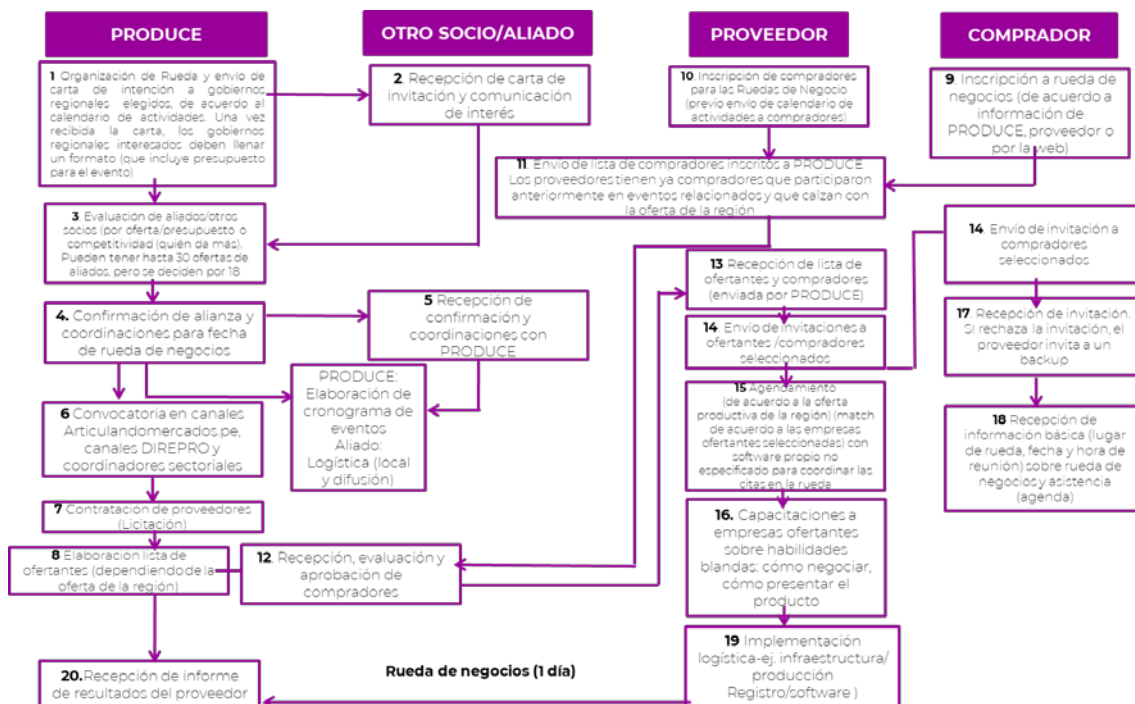 PRODUCE
OTRO SOCIO/ALIADO
PROVEEDOR
COMPRADOR
1 Organización de Rueda y envío de
carta de intención a gobiernos
regionales elegidos, de acuerdo al
calendario de actividades. Una vez
recibida la carta, los gobiernos
regionales interesados deben llenar
un formato (que incluye presupuesto
para el evento)
2. Recepción de carta de
invitación y comunicación
de interés
10. Inscripción de compradores
para las Ruedas de Negocio
(previo envío de calendario de
actividades a compradores)
9. Inscripción a rueda de
negocios (de acuerdo a
información de
PRODUCE, proveedor o
por la web)
11. Envío de lista de compradores inscritos a PRODUCE
Los proveedores tienen ya compradores que participaron
anteriormente en eventos relacionados y que calzan con
la oferta de la región
3. Evaluación de aliados/otros
socios (por oferta/presupuesto o
competitividad (quién da más).
Pueden tener hasta 30 ofertas de
aliados, pero se deciden por 18
14. Envío de invitación a
compradores
seleccionados
13 Recepción de lista de
ofertantes y compradores
(enviada por PRODUCE)
4. Confirmación de alianza y
coordinaciones para fecha
de rueda de negocios
5 Recepción de
confirmación y
coordinaciones con
PRODUCE
14 Envío de invitaciones a
ofertantes /compradores
seleccionados
17. Recepción de invitación.
SI rechaza la invitación, el
proveedor invita a un
backup
PRODUCE:
Elaboración de
cronograma de
eventos
Aliado:
Logística (local
y difusión)
6 Convocatoria en canales
Articulandomercados.pe,
canales DIREPRO y
coordinadores sectoriales
15 Agendamiento
(de acuerdo a la oferta
productiva de la región) (match
de acuerdo a las empresas
ofertantes seleccionadas) con
software propio no
especificado para coordinar las
citas en la rueda
18 Recepción de
información básica (lugar
de rueda, fecha y hora de
reunión) sobre rueda de
negocios y asistencia
(agenda)
7 Contratación de proveedores
(Licitación)
8 Elaboración lista de
ofertantes (dependiendo de la
oferta de la región)
12. Recepción, evaluación y
aprobación de
compradores
16. Capacitaciones a
empresas ofertantes
sobre habilidades
blandas: cómo negociar,
cómo presentar el
producto
19 Implementación
logística-ej. infraestructura/
producción
Registro/software )
Rueda de negocios (1 día)
20.Recepción de informe
de resultados del proveedor